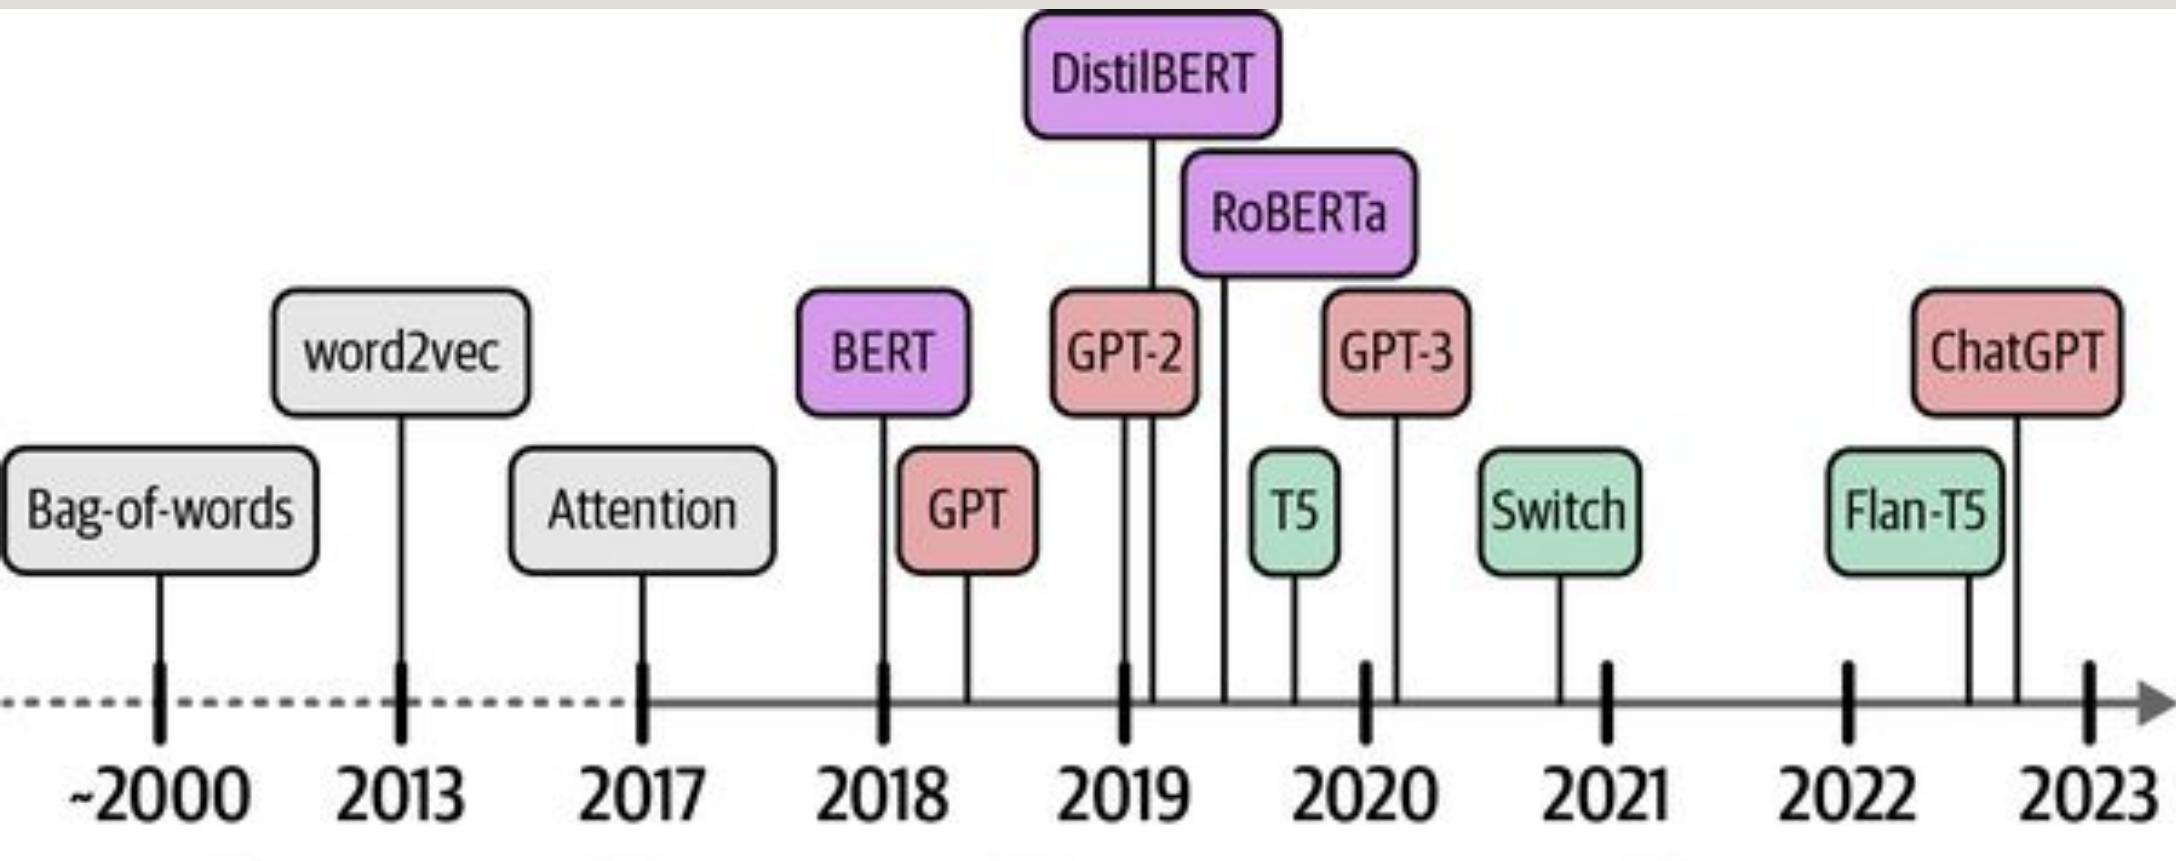 DistilBERT
RoBERTa
word2vec
BERT
GPT-2
GPT-3
ChatGPT
Bag-of-words
Attention
GPT
T5
Switch
Flan-T5
~2000
2013
2017
2018
2019
2020
2021
2022
2023